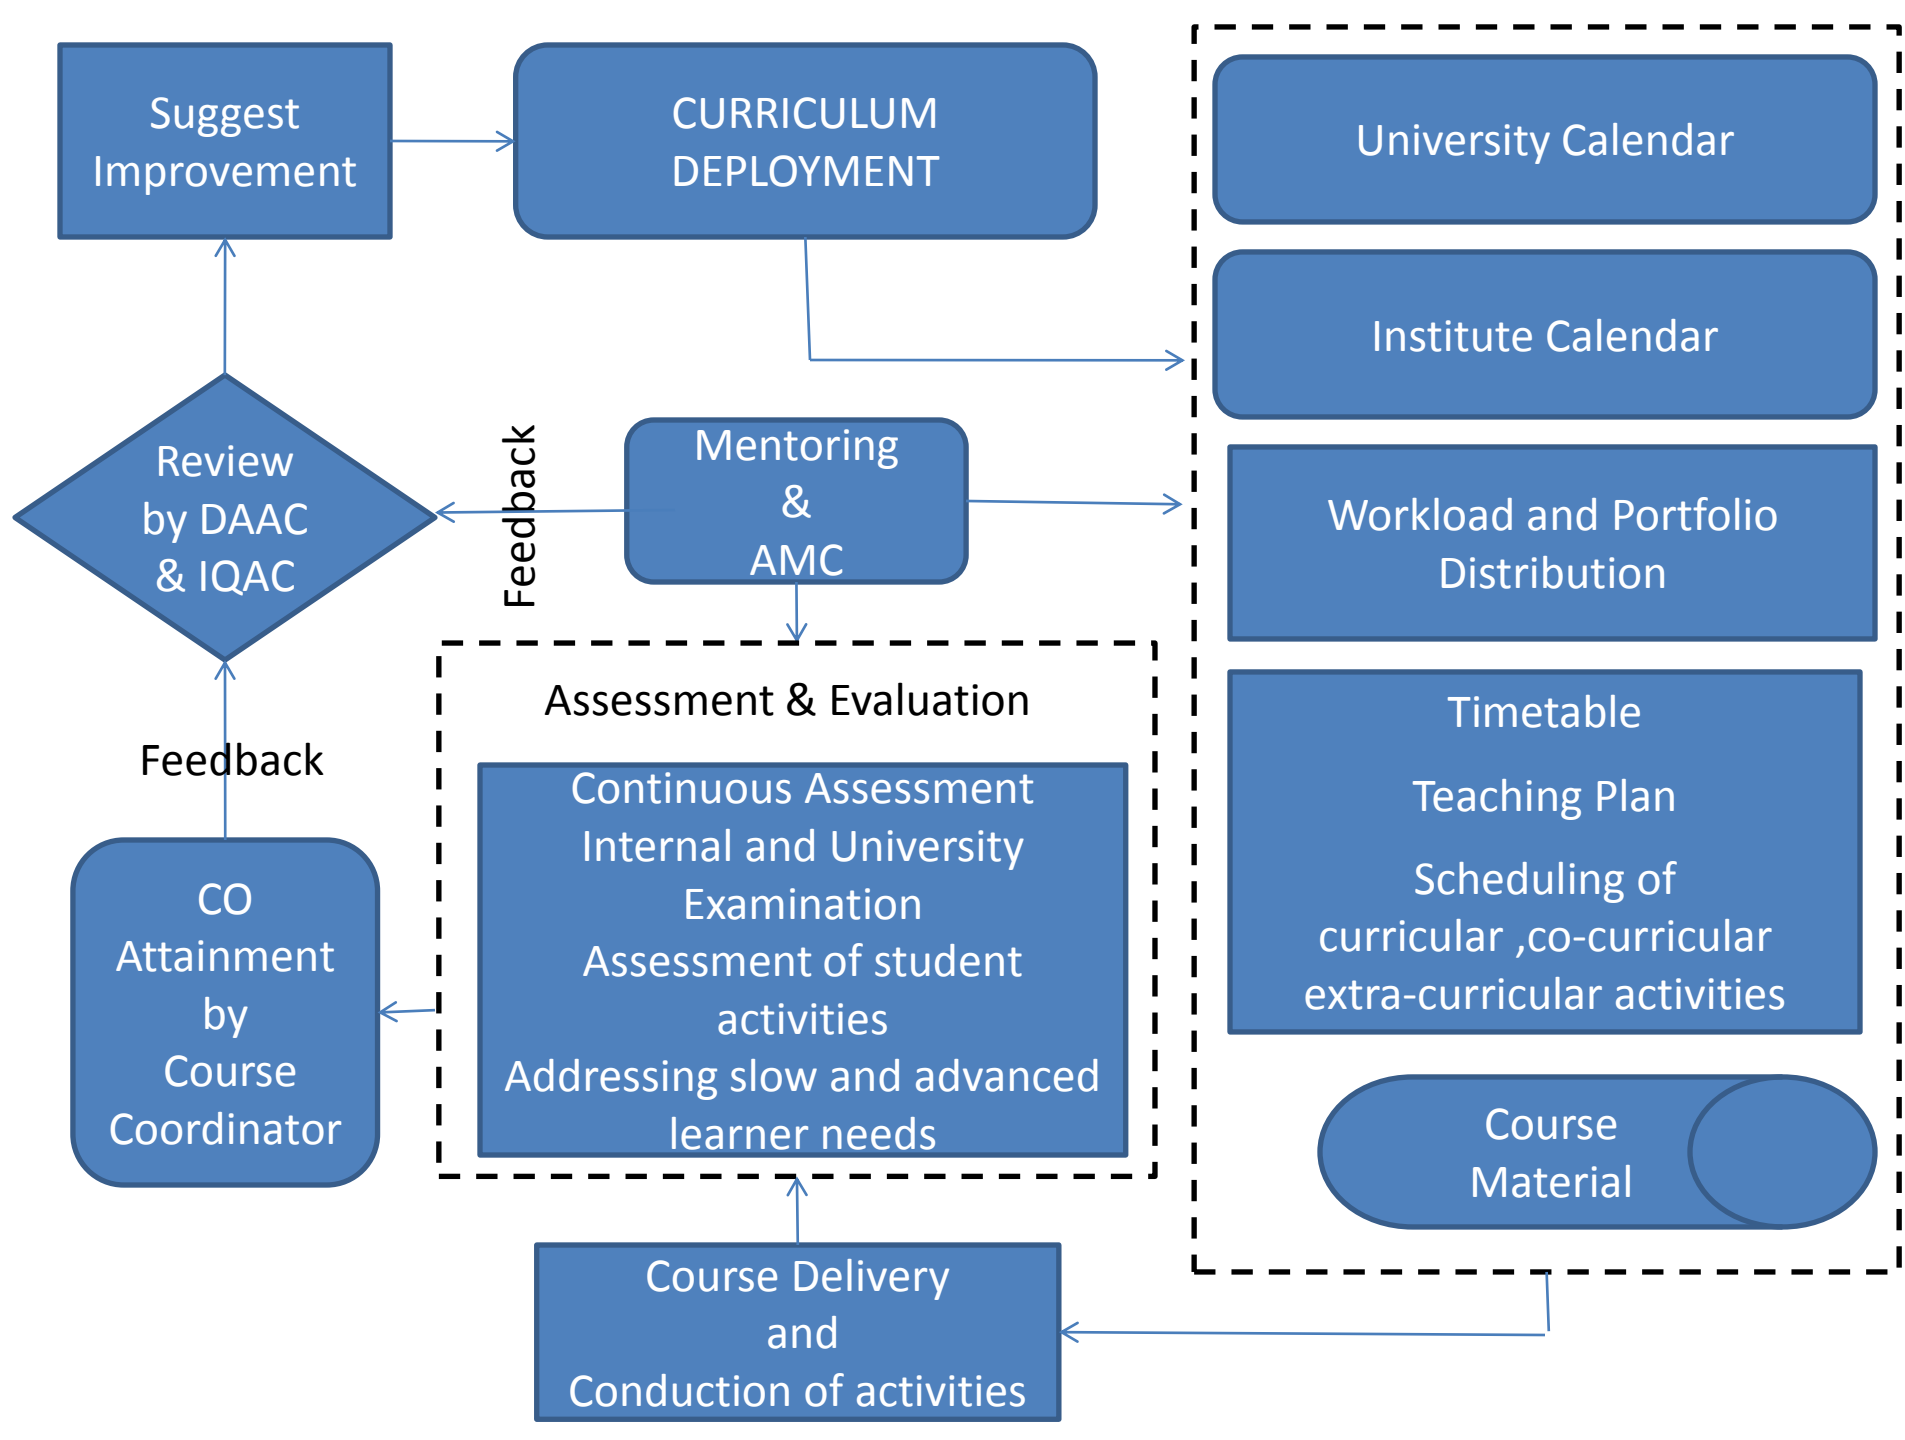 Suggest
Improvement
CURRICULUM
DEPLOYMENT
University Calendar
Institute Calendar
Review
by DAAC
& IQAC
Feedback
Mentoring
&
AMC
Workload and Portfolio
Distribution
Assessment & Evaluation
Timetable
Teaching Plan
Scheduling of
curricular ,co-curricular
extra-curricular activities
Feedback
Continuous Assessment
Internal and University
Examination
Assessment of student
activities
Addressing slow and advanced
learner needs
CO
Attainment
by
Course
Coordinator
Course
Material
Course Delivery
and
Conduction of activities